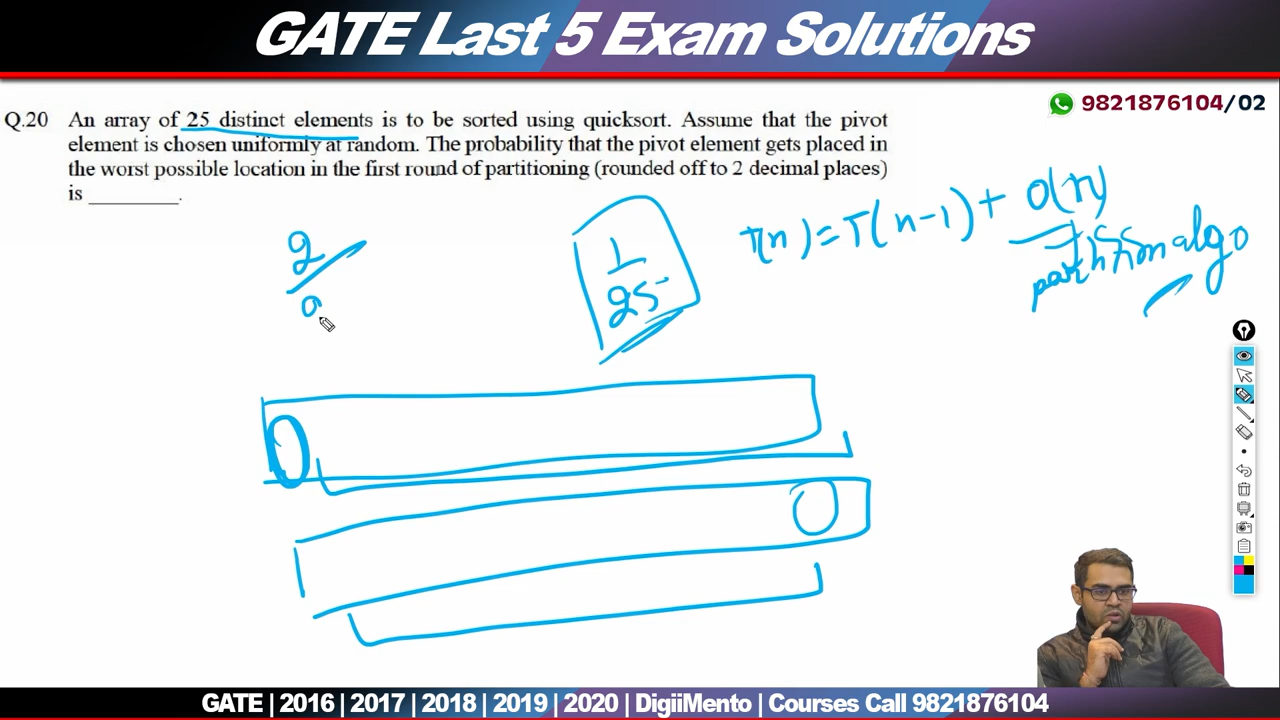 GATE Last 5 Exam Solutions
9821876104/02
Q.20 An array of 25 distinct elements is to be sorted using quicksort. Assume that the pivot
element is chosen uniformly at random. The probability that the pivot element gets placed in
the worst possible location in the first round of partitioning (rounded off to 2 decimal places)
is ________.
T(n) = T(n-1) + O(n)
partition algo
1
25
2
GATE | 2016 | 2017 | 2018 | 2019 | 2020 | DigiiMento | Courses Call 9821876104